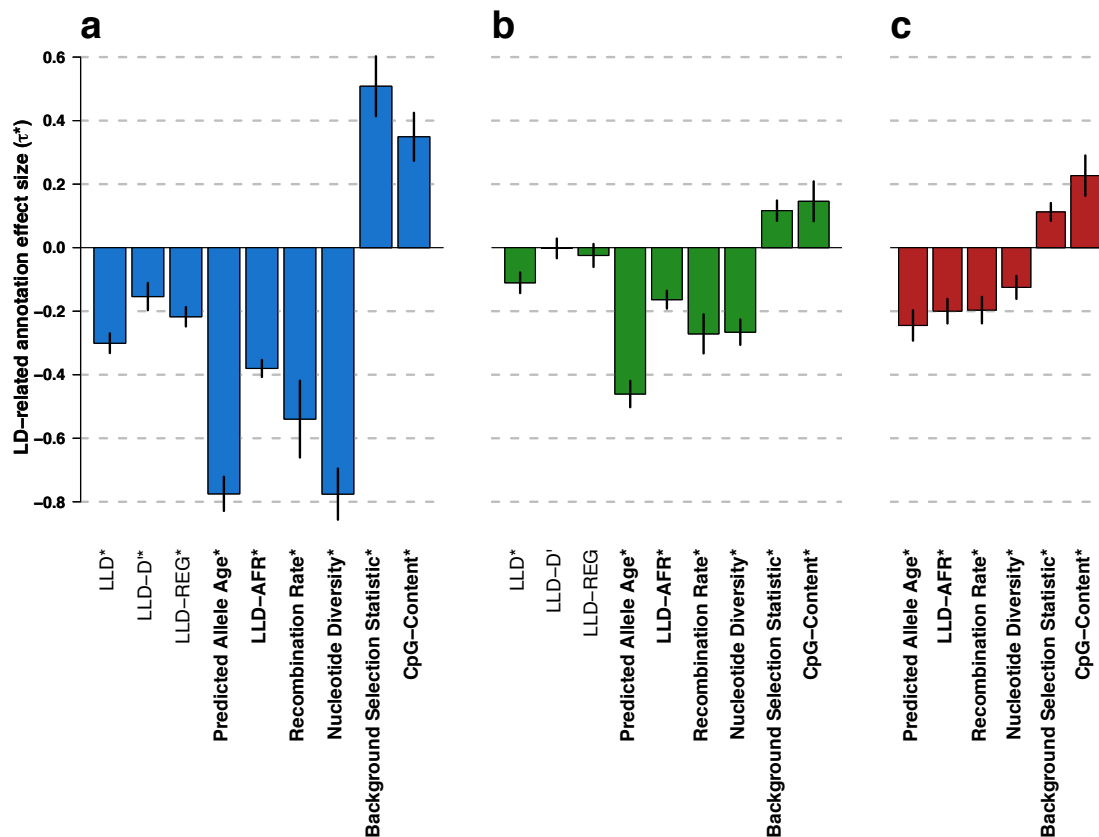 a
b
c
LD−related annotation effect size (τ*)
0.6
0.4
0.2
0.0
−0.2
−0.4
−0.6
−0.8
LLD*
LLD−D'*
LLD−REG*
Predicted Allele Age*
LLD−AFR*
Recombination Rate*
Nucleotide Diversity*
Background Selection Statistic*
CpG−Content*
LLD*
LLD−D'
LLD−REG
Predicted Allele Age*
LLD−AFR*
Recombination Rate*
Nucleotide Diversity*
Background Selection Statistic*
CpG−Content*
Predicted Allele Age*
LLD−AFR*
Recombination Rate*
Nucleotide Diversity*
Background Selection Statistic*
CpG−Content*